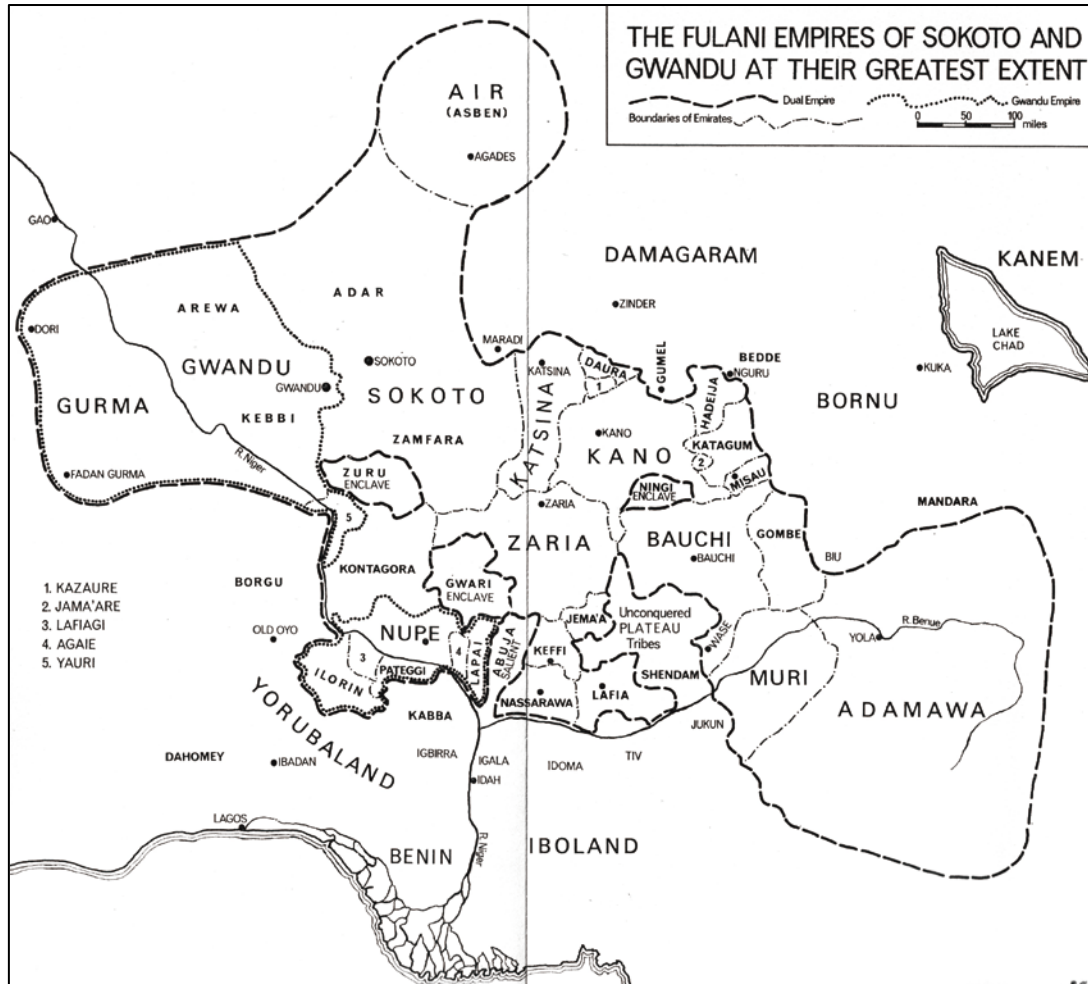 THE FULANI EMPIRES OF SOKOTO AND
GWANDU AT THEIR GREATEST EXTENT
Dual Empire
Gwandu Empire
Boundaries of Emirates
0 50 100
miles
AIR
(ASBEN)
AGADES
GAO
DAMAGARAM
KANEM
ADAR
ZINDER
AREWA
DORI
LAKE
CHAD
MARADI
SOKOTO
GWANDU
KATSINA
DAURA
1
GUMEL
BEDDE
NGURU
KUKA
GWANDU
SOKOTO
HADEIJA
BORNU
GURMA
KEBBI
KATSINA
KANO
ZAMFARA
KATAGUM
KANO
2
MISAU
R. Niger
FADAN GURMA
ZURU
ENCLAVE
NINGI
ENCLAVE
MANDARA
5
ZARIA
ZARIA
BAUCHI
GOMBE
BAUCHI
BIU
KONTAGORA
1. KAZAURE
2. JAMA'ARE
3. LAFIAGI
4. AGAIE
5. YAURI
BORGU
GWARI
ENCLAVE
JEMA'A
Unconquered
PLATEAU
Tribes
R. Benue
OLD OYO
NUPE
4
LAPAI
ABUJA
SALIENT
KEFFI
WASE
YOLA
3
PATEGGI
ILORIN
SHENDAM
MURI
NASSARAWA
LAFIA
ADAMAWA
YORUBALAND
KABBA
JUKUN
DAHOMEY
IBADAN
IGBIRRA
IGALA
IDOMA
TIV
IDAH
LAGOS
R. Niger
BENIN
IBOLAND